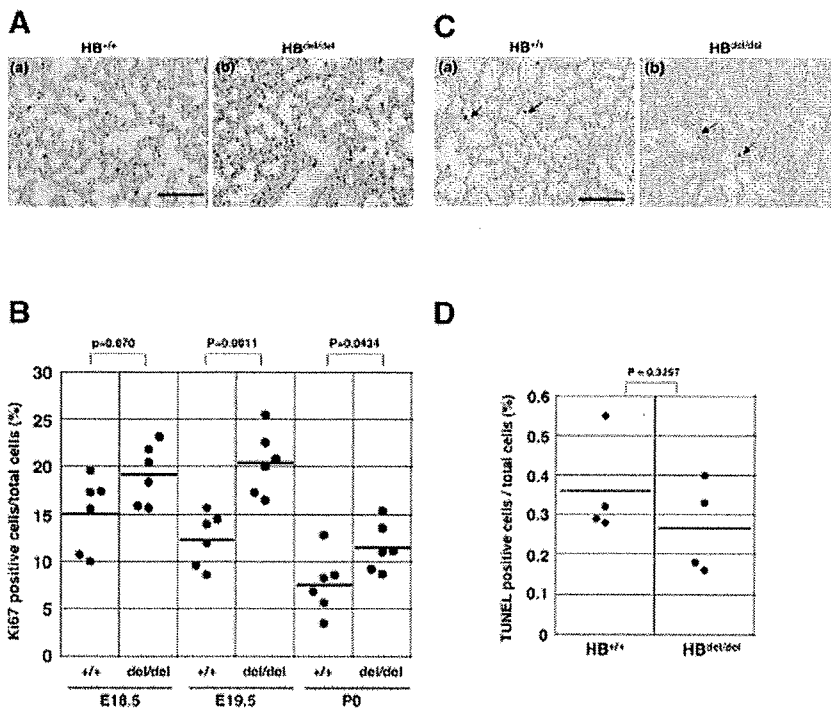 A
HB+/+
HBdel/del
(a)
(b)
C
HB+/+
HBdel/del
(a)
(b)
B
p=0.070
P=0.0011
P=0.0434
Ki67 positive cells/total cells (%)
30
25
20
15
10
5
0
+/+
del/del
+/+
del/del
+/+
del/del
E18.5
E19.5
P0
D
TUNEL positive cells / total cells (%)
0.6
0.5
0.4
0.3
0.2
0.1
0
HB+/+
HBdel/del